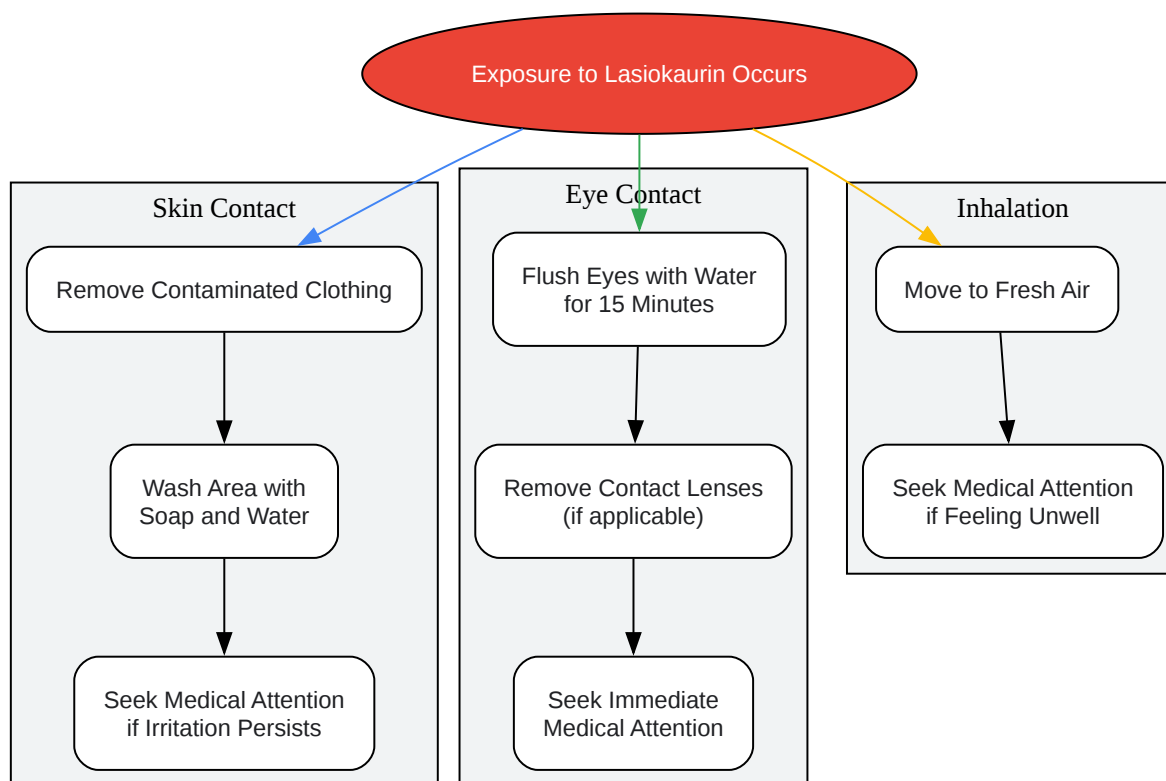 Exposure to Lasiokaurin Occurs
Skin Contact
Remove Contaminated Clothing
Wash Area with
Soap and Water
Seek Medical Attention
if Irritation Persists
Eye Contact
Flush Eyes with Water
for 15 Minutes
Remove Contact Lenses
(if applicable)
Seek Immediate
Medical Attention
Inhalation
Move to Fresh Air
Seek Medical Attention
if Feeling Unwell